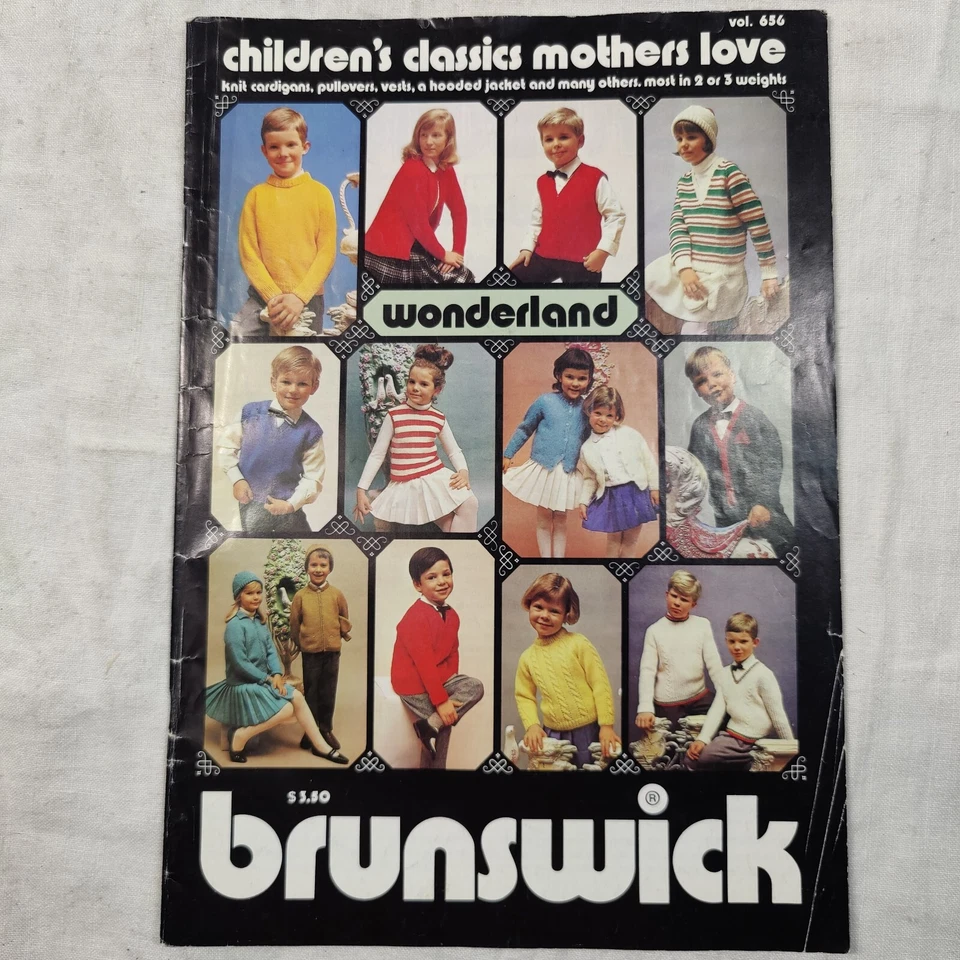 vol. 656
children's classics mothers love
knit cardigans, pullovers, vests, a hooded jacket and many others. most in 2 or 3 weights
wonderland
$3.50
brunswick®